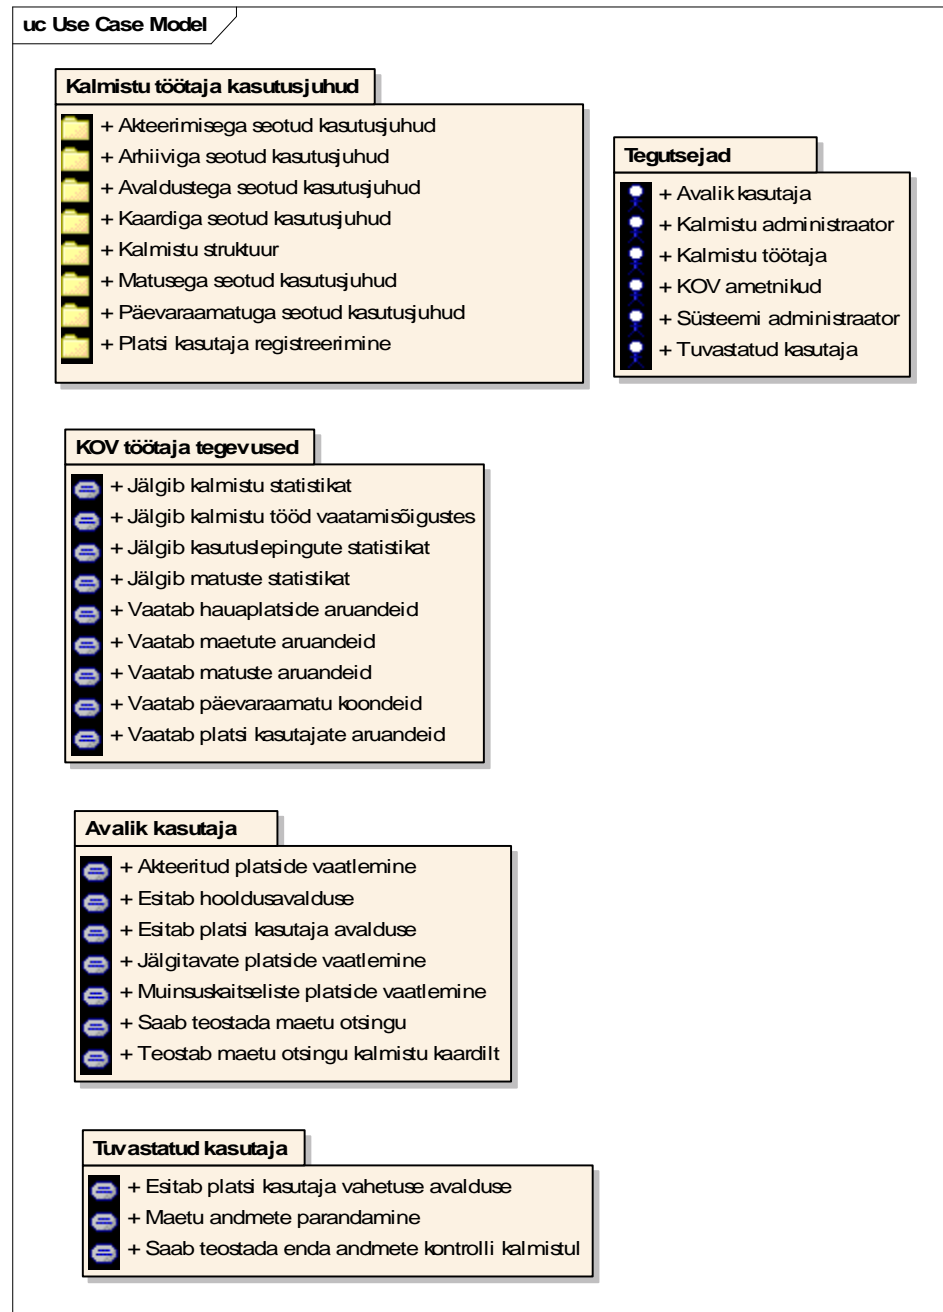 uc Use Case Model
Kalmistu töötaja kasutusjuhud
+ Akteerimisega seotud kasutusjuhud
+ Arhiiviga seotud kasutusjuhud
+ Avaldustega seotud kasutusjuhud
+ Kaardiga seotud kasutusjuhud
+ Kalmistu struktuur
+ Matusega seotud kasutusjuhud
+ Päevaraamatuga seotud kasutusjuhud
+ Platsi kasutaja registreerimine
Tegutsejad
+ Avalik kasutaja
+ Kalmistu administraator
+ Kalmistu töötaja
+ KOV ametnikud
+ Süsteemi administraator
+ Tuvastatud kasutaja
KOV töötaja tegevused
+ Jälgib kalmistu statistikat
+ Jälgib kalmistu tööd vaatamisõigustes
+ Jälgib kasutuslepingute statistikat
+ Jälgib matuste statistikat
+ Vaatab hauaplatside aruandeid
+ Vaatab maetute aruandeid
+ Vaatab matuste aruandeid
+ Vaatab päevaraamatu koondeid
+ Vaatab platsi kasutajate aruandeid
Avalik kasutaja
+ Akteeritud platside vaatlemine
+ Esitab hooldusavalduse
+ Esitab platsi kasutaja avalduse
+ Jälgitavate platside vaatlemine
+ Muinsuskaitseliste platside vaatlemine
+ Saab teostada maetu otsingu
+ Teostab maetu otsingu kalmistu kaardilt
Tuvastatud kasutaja
+ Esitab platsi kasutaja vahetuse avalduse
+ Maetu andmete parandamine
+ Saab teostada enda andmete kontrolli kalmistul